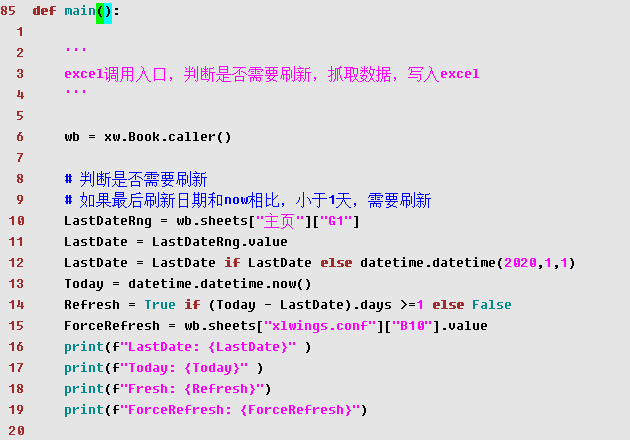 85 def main():
1
2     '''
3     excel调用入口，判断是否需要刷新，抓取数据，写入excel
4     '''
5
6     wb = xw.Book.caller()
7
8     # 判断是否需要刷新
9     # 如果最后刷新日期和now相比，小于1天，需要刷新
10     LastDateRng = wb.sheets["主页"]["G1"]
11     LastDate = LastDateRng.value
12     LastDate = LastDate if LastDate else datetime.datetime(2020,1,1)
13     Today = datetime.datetime.now()
14     Refresh = True if (Today - LastDate).days >=1 else False
15     ForceRefresh = wb.sheets["xlwings.conf"]["B10"].value
16     print(f"LastDate: {LastDate}" )
17     print(f"Today: {Today}" )
18     print(f"Fresh: {Refresh}")
19     print(f"ForceRefresh: {ForceRefresh}")
20